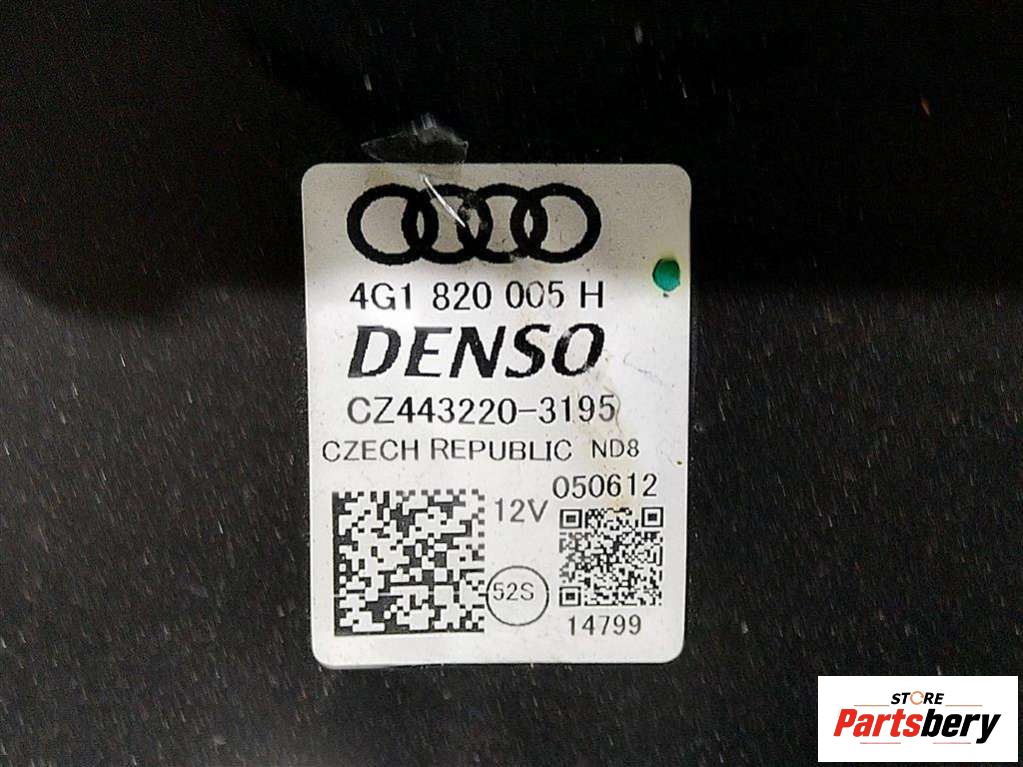 4G1 820 005 H
DENSO
CZ443220-3195
CZECH REPUBLIC ND8
050612
12V
52S
14799
STORE
Partsbery